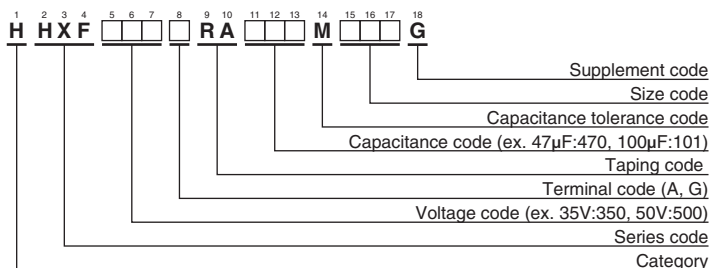 1 2 3 4 5 6 7 8 9 10 11 12 13 14 15 16 17 18
H HXF □□□ □ RA □□□ M □□□ G
Supplement code
Size code
Capacitance tolerance code
Capacitance code (ex. 47µF:470, 100µF:101)
Taping code
Terminal code (A, G)
Voltage code (ex. 35V:350, 50V:500)
Series code
Category